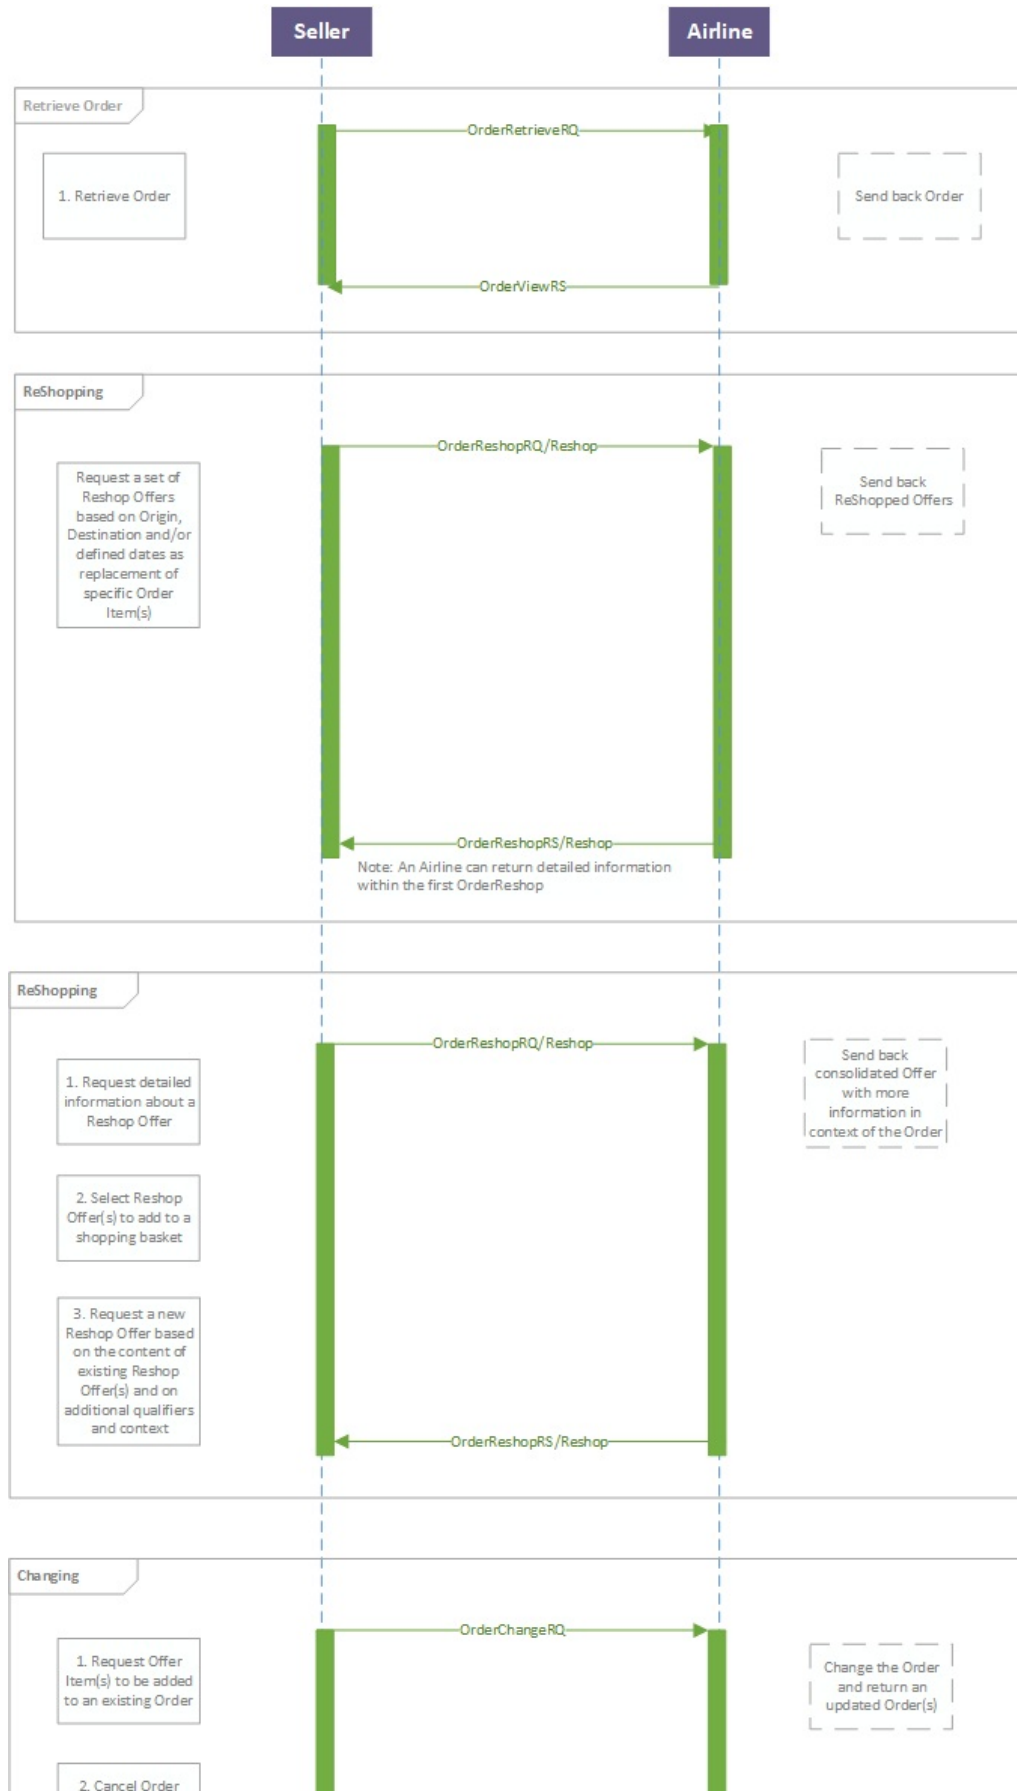 Seller
Airline
Retrieve Order
OrderRetrieveRQ
1. Retrieve Order
Send back Order
OrderViewRS
ReShopping
OrderReshopRQ/Reshop
Request a set of
Reshop Offers
based on Origin,
Destination and/or
defined dates as
replacement of
specific Order
Item(s)
Send back
ReShopped Offers
OrderReshopRS/Reshop
Note: An Airline can return detailed information
within the first OrderReshop
ReShopping
OrderReshopRQ/Reshop
1. Request detailed
information about a
Reshop Offer
Send back
consolidated Offer
with more
information in
context of the Order
2. Select Reshop
Offer(s) to add to a
shopping basket
3. Request a new
Reshop Offer based
on the content of
existing Reshop
Offer(s) and on
additional qualifiers
and context
OrderReshopRS/Reshop
Changing
OrderChangeRQ
1. Request Offer
Item(s) to be added
to an existing Order
Change the Order
and return an
updated Order(s)
2. Cancel Order